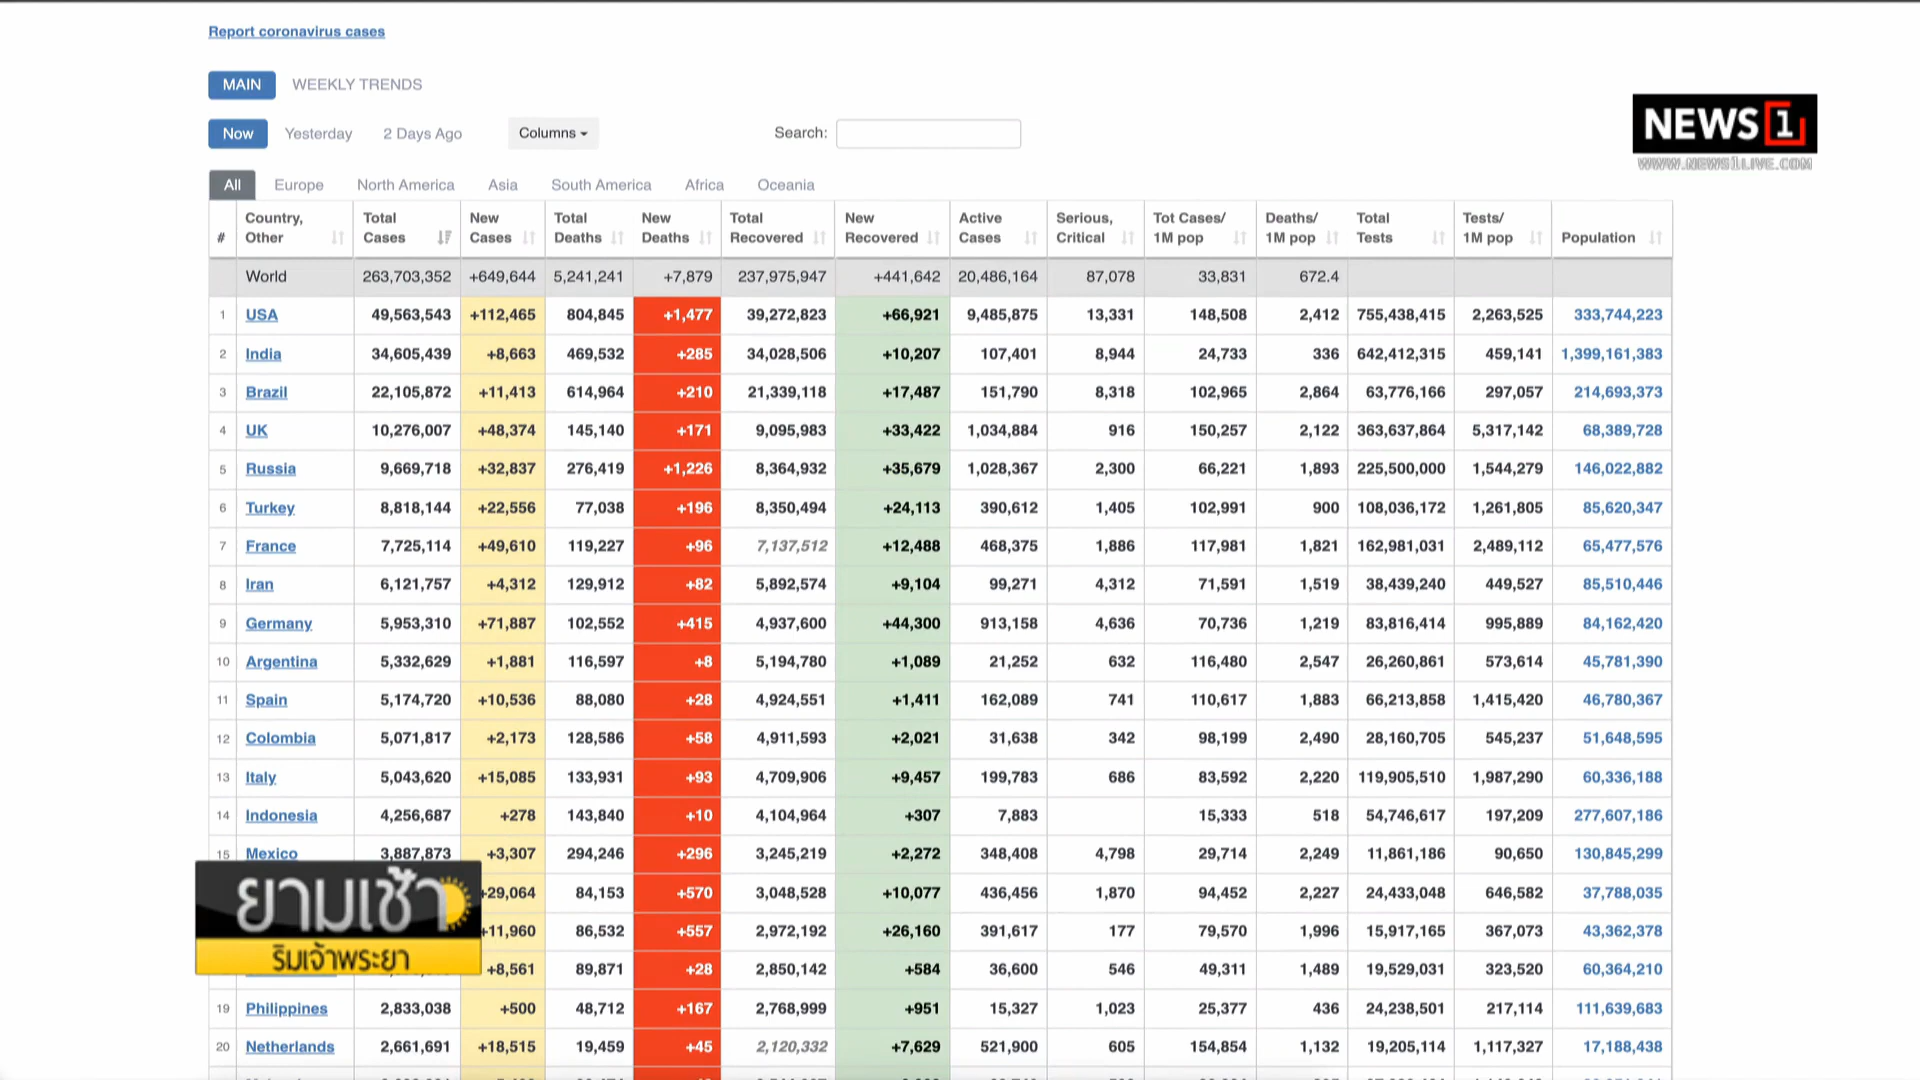 Report coronavirus cases
MAIN WEEKLY TRENDS
NEWS 1
WWW.NEWS1LIVE.COM
Now Yesterday 2 Days Ago Columns Search:
All Europe North America Asia South America Africa Oceania
# Country, Other Total Cases New Cases Total Deaths New Deaths Total Recovered New Recovered Active Cases Serious, Critical Tot Cases/ 1M pop Deaths/ 1M pop Total Tests Tests/ 1M pop Population
World 263,703,352 +649,644 5,241,241 +7,879 237,975,947 +441,642 20,486,164 87,078 33,831 672.4
1 USA 49,563,543 +112,465 804,845 +1,477 39,272,823 +66,921 9,485,875 13,331 148,508 2,412 755,438,415 2,263,525 333,744,223
2 India 34,605,439 +8,663 469,532 +285 34,028,506 +10,207 107,401 8,944 24,733 336 642,412,315 459,141 1,399,161,383
3 Brazil 22,105,872 +11,413 614,964 +210 21,339,118 +17,487 151,790 8,318 102,965 2,864 63,776,166 297,057 214,693,373
4 UK 10,276,007 +48,374 145,140 +171 9,095,983 +33,422 1,034,884 916 150,257 2,122 363,637,864 5,317,142 68,389,728
5 Russia 9,669,718 +32,837 276,419 +1,226 8,364,932 +35,679 1,028,367 2,300 66,221 1,893 225,500,000 1,544,279 146,022,882
6 Turkey 8,818,144 +22,556 77,038 +196 8,350,494 +24,113 390,612 1,405 102,991 900 108,036,172 1,261,805 85,620,347
7 France 7,725,114 +49,610 119,227 +96 7,137,512 +12,488 468,375 1,886 117,981 1,821 162,981,031 2,489,112 65,477,576
8 Iran 6,121,757 +4,312 129,912 +82 5,892,574 +9,104 99,271 4,312 71,591 1,519 38,439,240 449,527 85,510,446
9 Germany 5,953,310 +71,887 102,552 +415 4,937,600 +44,300 913,158 4,636 70,736 1,219 83,816,414 995,889 84,162,420
10 Argentina 5,332,629 +1,881 116,597 +8 5,194,780 +1,089 21,252 632 116,480 2,547 26,260,861 573,614 45,781,390
11 Spain 5,174,720 +10,536 88,080 +28 4,924,551 +1,411 162,089 741 110,617 1,883 66,213,858 1,415,420 46,780,367
12 Colombia 5,071,817 +2,173 128,586 +58 4,911,593 +2,021 31,638 342 98,199 2,490 28,160,705 545,237 51,648,595
13 Italy 5,043,620 +15,085 133,931 +93 4,709,906 +9,457 199,783 686 83,592 2,220 119,905,510 1,987,290 60,336,188
14 Indonesia 4,256,687 +278 143,840 +10 4,104,964 +307 7,883 15,333 518 54,746,617 197,209 277,607,186
15 Mexico 3,887,873 +3,307 294,246 +296 3,245,219 +2,272 348,408 4,798 29,714 2,249 11,861,186 90,650 130,845,299
ยามเช้า +29,064 84,153 +570 3,048,528 +10,077 436,456 1,870 94,452 2,227 24,433,048 646,582 37,788,035
+11,960 86,532 +557 2,972,192 +26,160 391,617 177 79,570 1,996 15,917,165 367,073 43,362,378
ริมเจ้าพระยา +8,561 89,871 +28 2,850,142 +584 36,600 546 49,311 1,489 19,529,031 323,520 60,364,210
19 Philippines 2,833,038 +500 48,712 +167 2,768,999 +951 15,327 1,023 25,377 436 24,238,501 217,114 111,639,683
20 Netherlands 2,661,691 +18,515 19,459 +45 2,120,332 +7,629 521,900 605 154,854 1,132 19,205,114 1,117,327 17,188,438